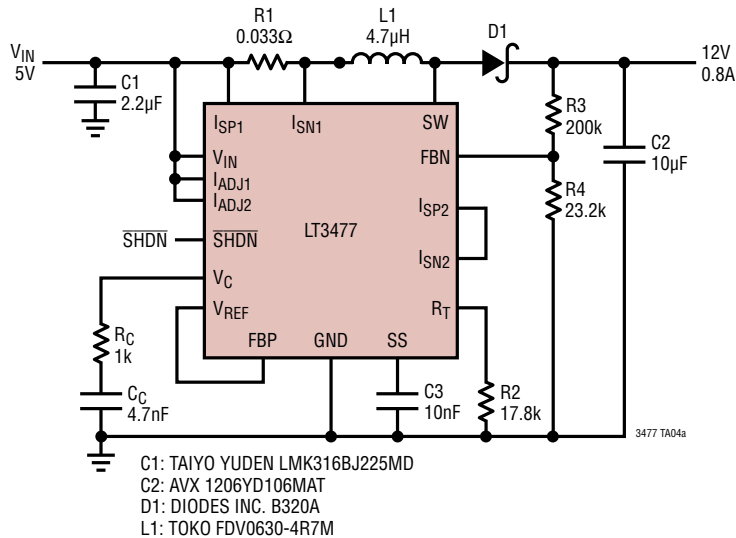 R1
0.033Ω
L1
4.7µH
D1
VIN
5V
12V
0.8A
C1
2.2µF
R3
200k
ISP1
ISN1
SW
VIN
FBN
C2
10µF
IADJ1
IADJ2
R4
23.2k
ISP2
SHDN
SHDN
LT3477
ISN2
VC
VREF
RT
RC
1k
FBP
GND
SS
CC
4.7nF
C3
10nF
R2
17.8k
3477 TA04a
C1: TAIYO YUDEN LMK316BJ225MD
C2: AVX 1206YD106MAT
D1: DIODES INC. B320A
L1: TOKO FDV0630-4R7M